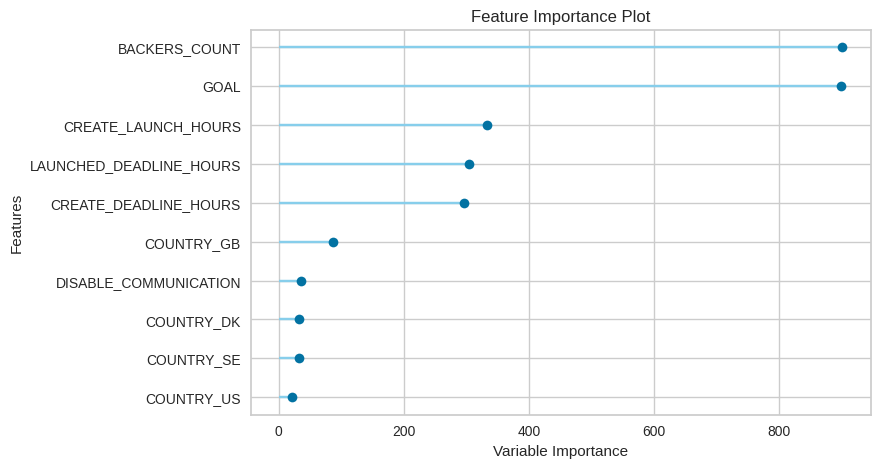 Feature Importance Plot
BACKERS_COUNT
GOAL
CREATE_LAUNCH_HOURS
LAUNCHED_DEADLINE_HOURS
CREATE_DEADLINE_HOURS
COUNTRY_GB
DISABLE_COMMUNICATION
COUNTRY_DK
COUNTRY_SE
COUNTRY_US
Features
0 200 400 600 800
Variable Importance